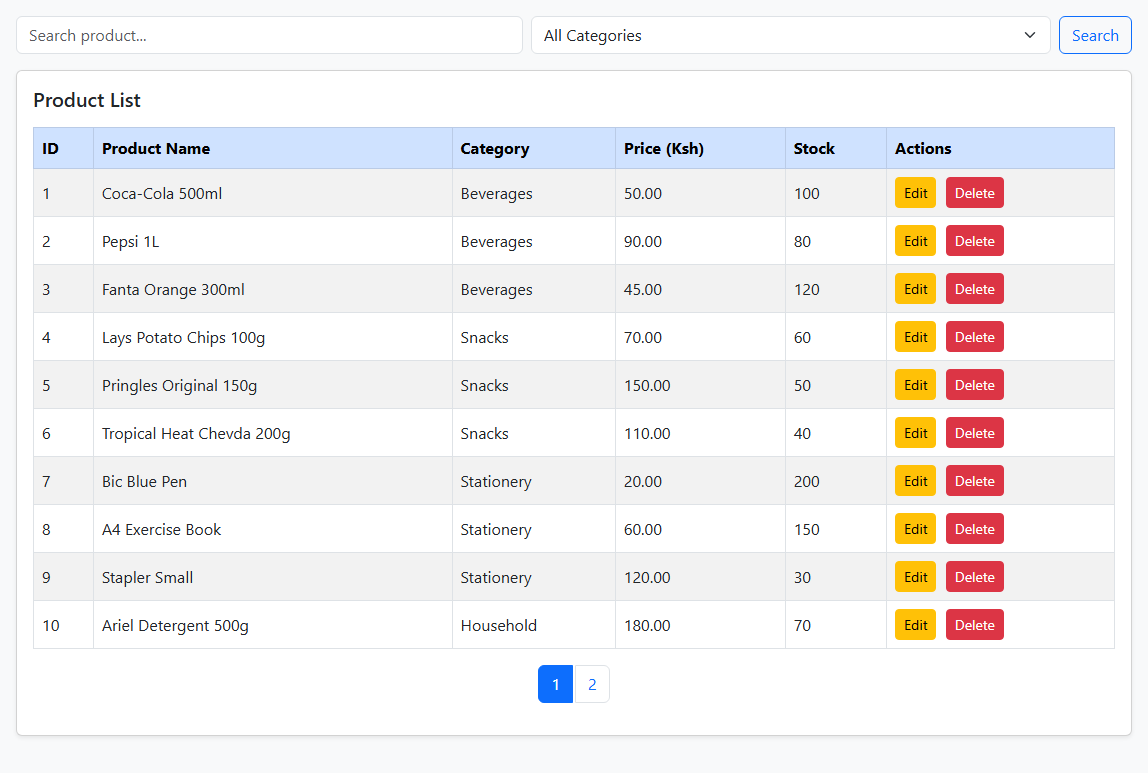 Search product... All Categories Search
Product List
ID Product Name Category Price (Ksh) Stock Actions
1 Coca-Cola 500ml Beverages 50.00 100 Edit Delete
2 Pepsi 1L Beverages 90.00 80 Edit Delete
3 Fanta Orange 300ml Beverages 45.00 120 Edit Delete
4 Lays Potato Chips 100g Snacks 70.00 60 Edit Delete
5 Pringles Original 150g Snacks 150.00 50 Edit Delete
6 Tropical Heat Chevda 200g Snacks 110.00 40 Edit Delete
7 Bic Blue Pen Stationery 20.00 200 Edit Delete
8 A4 Exercise Book Stationery 60.00 150 Edit Delete
9 Stapler Small Stationery 120.00 30 Edit Delete
10 Ariel Detergent 500g Household 180.00 70 Edit Delete
1 2